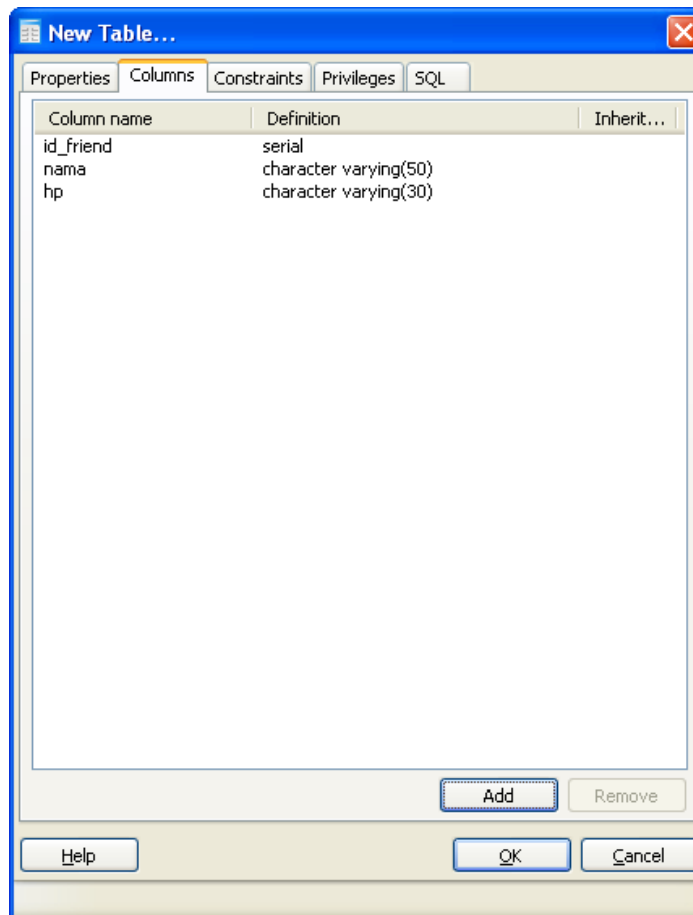 New Table...
Properties Columns Constraints Privileges SQL
Column name Definition Inherit...
id_friend serial
nama character varying(50)
hp character varying(30)
Add Remove
Help OK Cancel